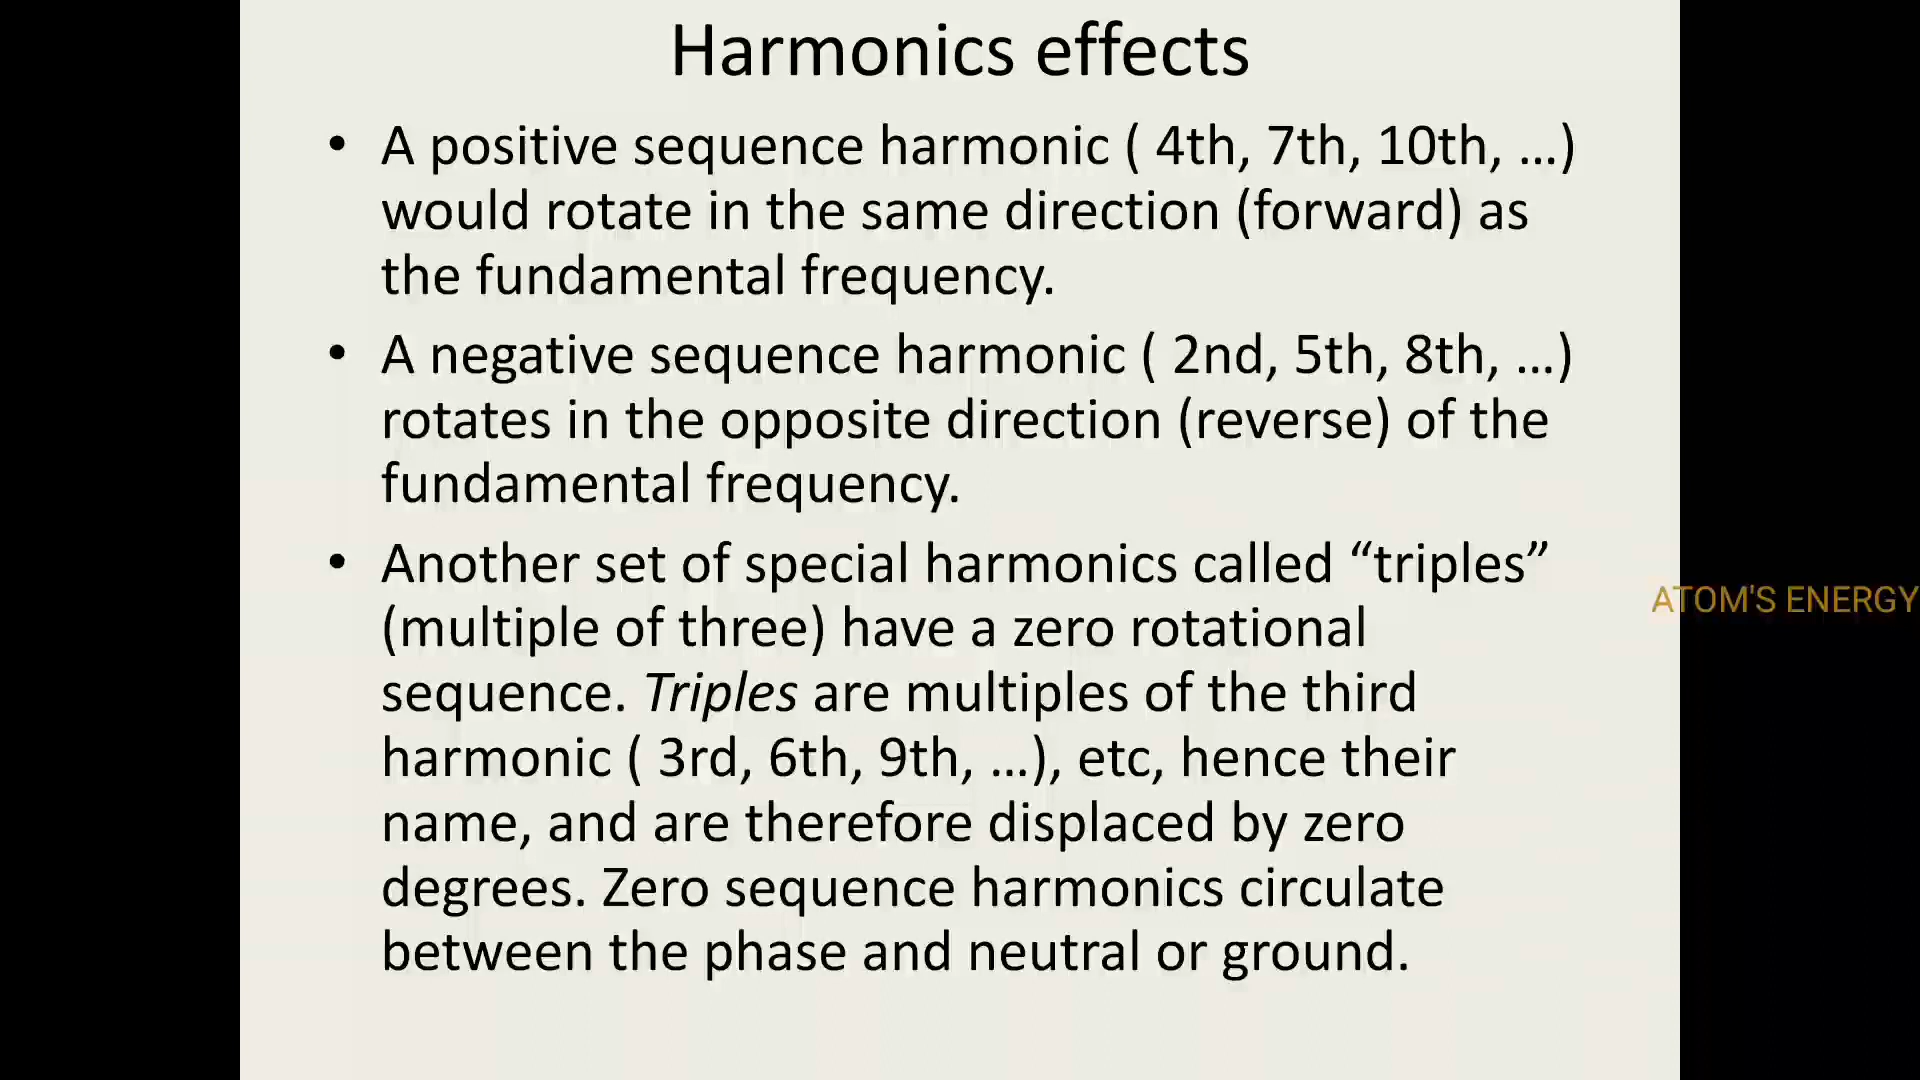 Harmonics effects
• A positive sequence harmonic ( 4th, 7th, 10th, ...)
would rotate in the same direction (forward) as
the fundamental frequency.
• A negative sequence harmonic ( 2nd, 5th, 8th, ...)
rotates in the opposite direction (reverse) of the
fundamental frequency.
• Another set of special harmonics called “triples”
(multiple of three) have a zero rotational
sequence. Triples are multiples of the third
harmonic ( 3rd, 6th, 9th, ...), etc, hence their
name, and are therefore displaced by zero
degrees. Zero sequence harmonics circulate
between the phase and neutral or ground.
ATOM'S ENERGY